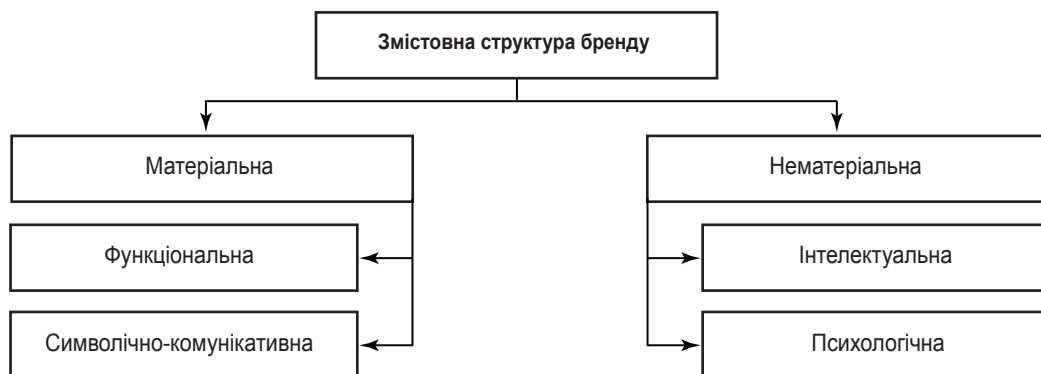 Змістовна структура бренду
Матеріальна
Нематеріальна
Функціональна
Інтелектуальна
Символічно-комунікативна
Психологічна